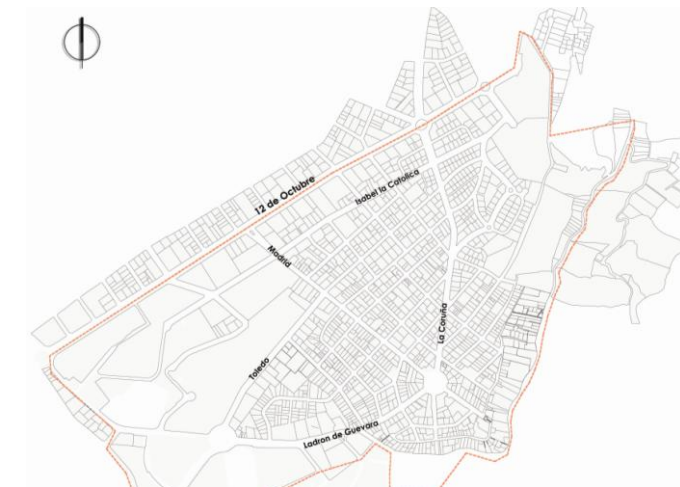 12 de Octubre
Isabel la Catolica
Madrid
La Coruña
Toledo
Ladron de Guevara